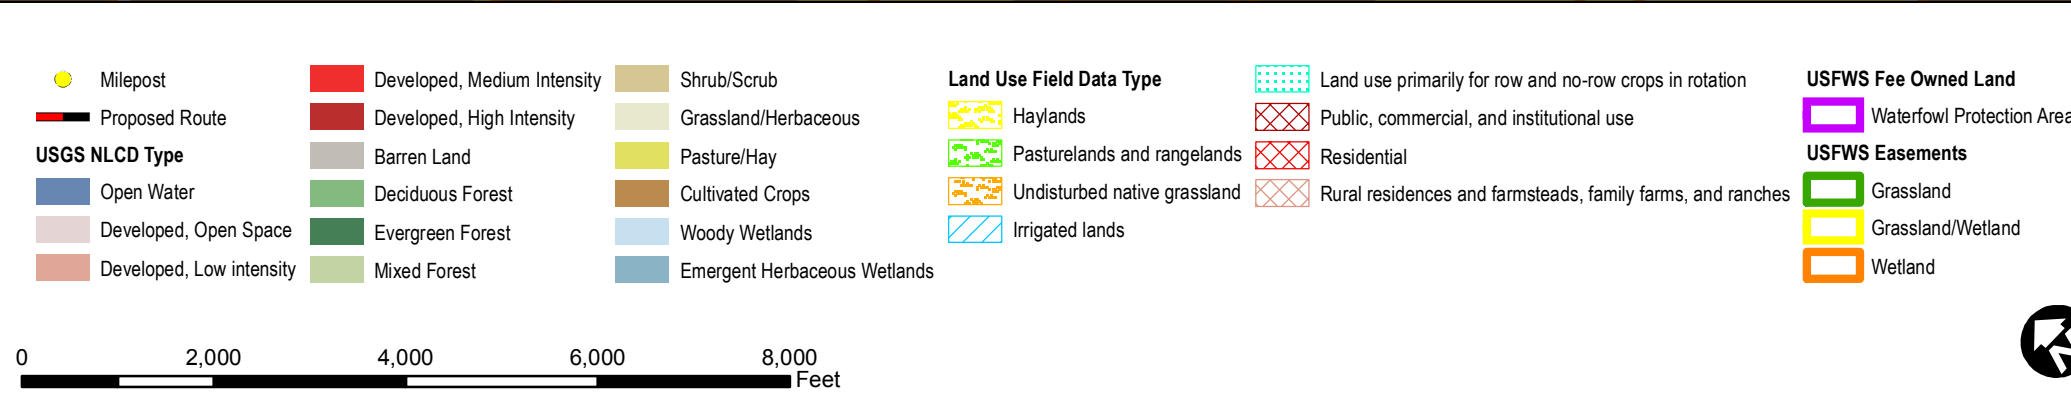 Milepost
Proposed Route
USGS NLCD Type
Open Water
Developed, Open Space
Developed, Low intensity
Developed, Medium Intensity
Developed, High Intensity
Barren Land
Deciduous Forest
Evergreen Forest
Mixed Forest
Shrub/Scrub
Grassland/Herbaceous
Pasture/Hay
Cultivated Crops
Woody Wetlands
Emergent Herbaceous Wetlands
Land Use Field Data Type
Haylands
Pasturelands and rangelands
Undisturbed native grassland
Irrigated lands
Land use primarily for row and no-row crops in rotation
Public, commercial, and institutional use
Residential
Rural residences and farmsteads, family farms, and ranches
USFWS Fee Owned Land
Waterfowl Protection Area
USFWS Easements
Grassland
Grassland/Wetland
Wetland
0 2,000 4,000 6,000 8,000
Feet